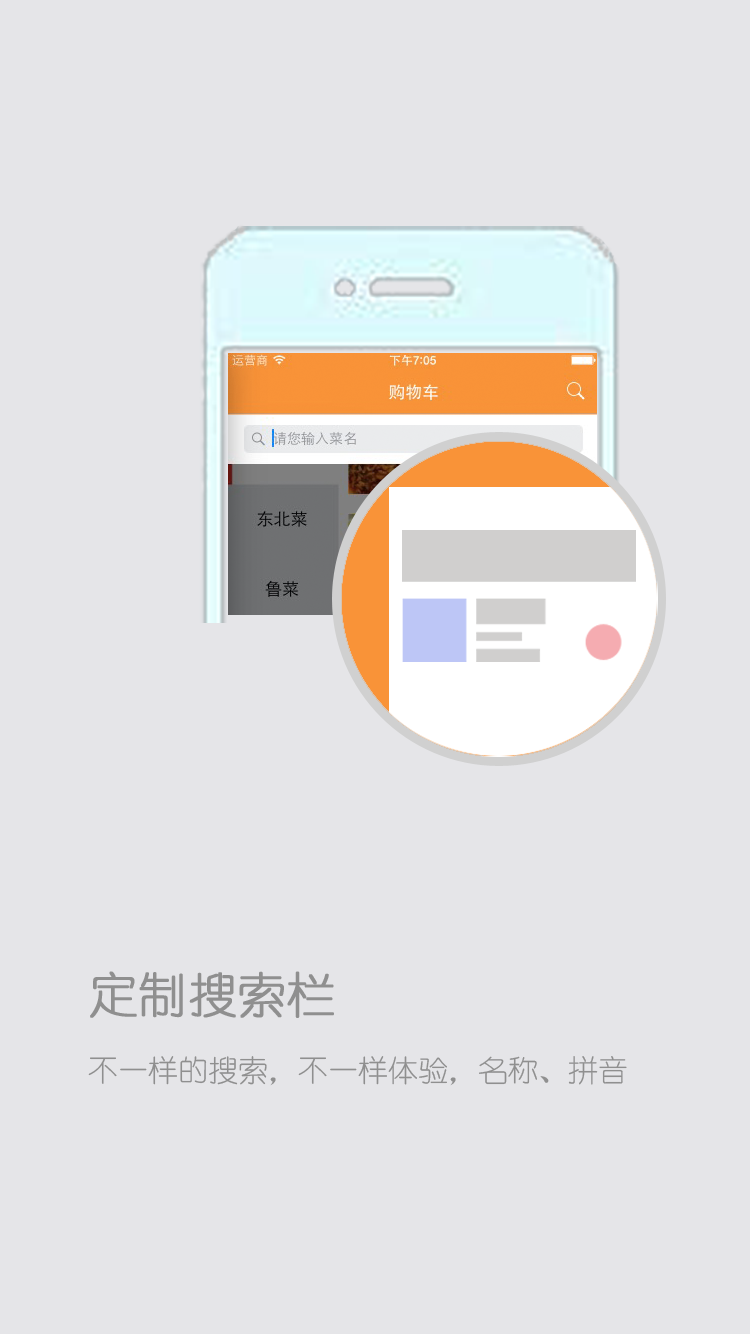 运营商 下午7:05
购物车
请您输入菜名
东北菜
鲁菜
定制搜索栏
不一样的搜索，不一样体验，名称、拼音